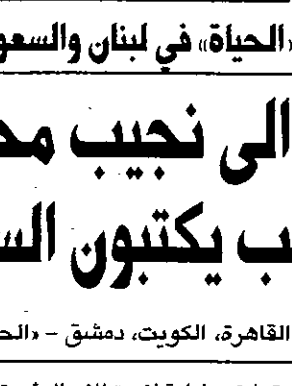 «الحياة» في لبنان والسعو
الى نجيب مح
ب يكتبون الس
القاهرة، الكويت، دمشق – «الح